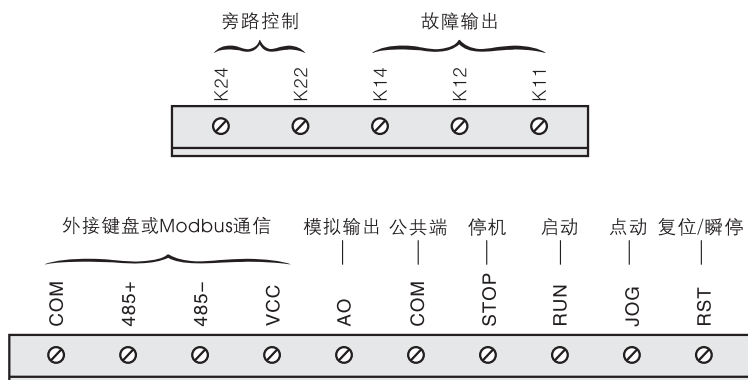 旁路控制 故障输出
K24 K22 K14 K12 K11
外接键盘或Modbus通信 模拟输出 公共端 停机 启动 点动 复位/瞬停
COM 485+ 485- VCC AO COM STOP RUN JOG RST